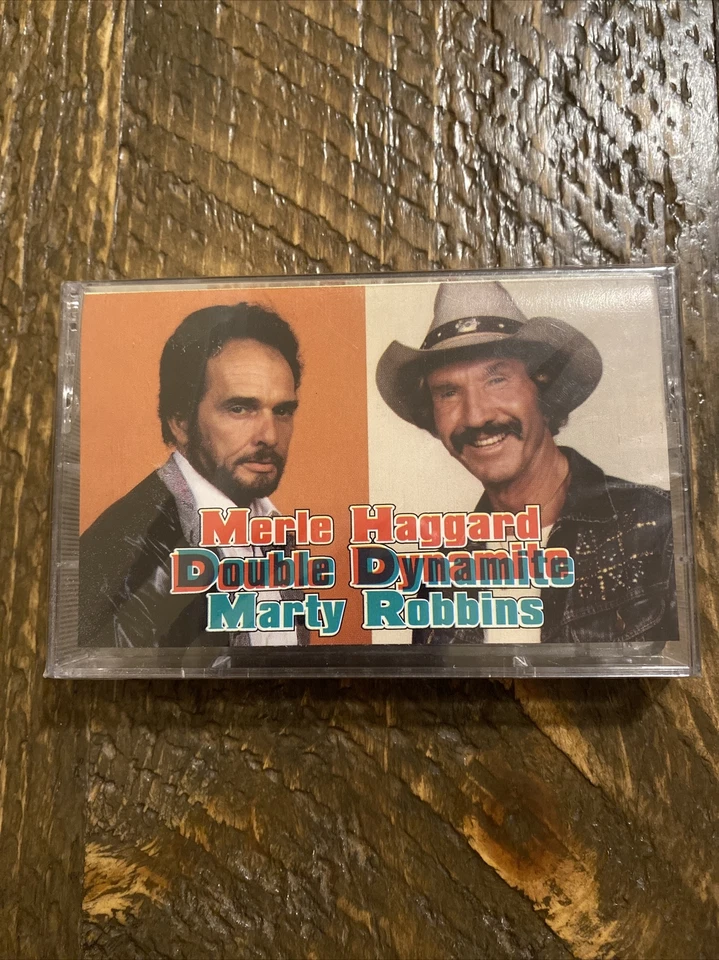 Merle Haggard
Double Dynamite
Marty Robbins